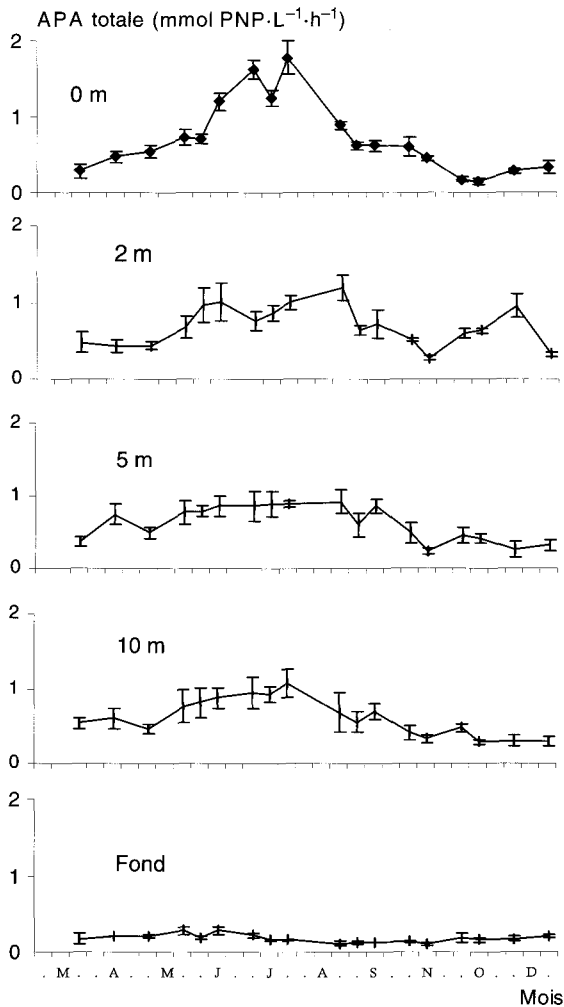 APA totale (mmol PNP·L⁻¹·h⁻¹)
2
0 m
1
0
2
2 m
1
0
2
5 m
1
0
2
10 m
1
0
2
Fond
1
0
. M . . A . . M . . J . . J . . A . . S . . N . . O . . D .
Mois